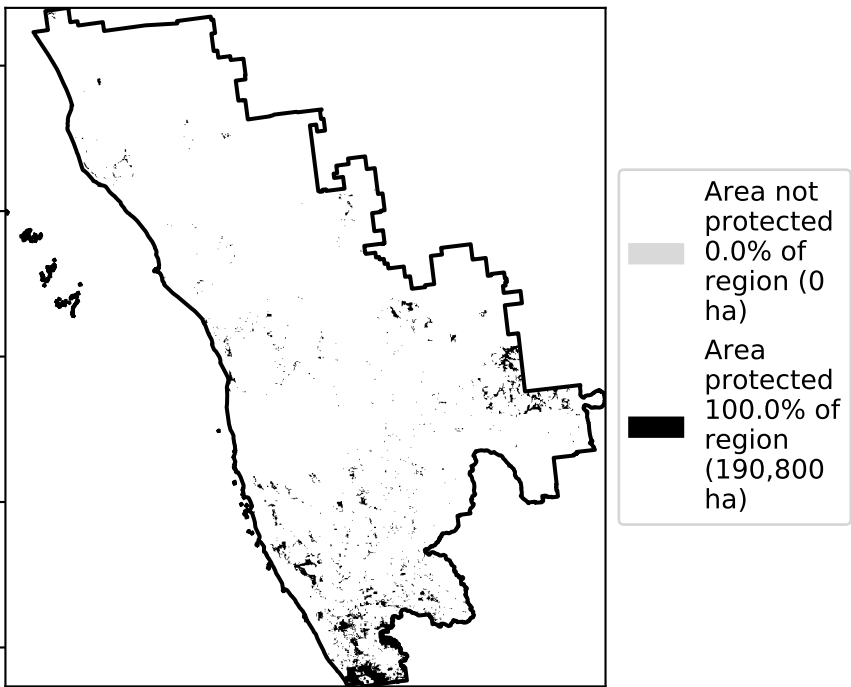 Area not
protected
0.0% of
region (0
ha)
Area
protected
100.0% of
region
(190,800
ha)